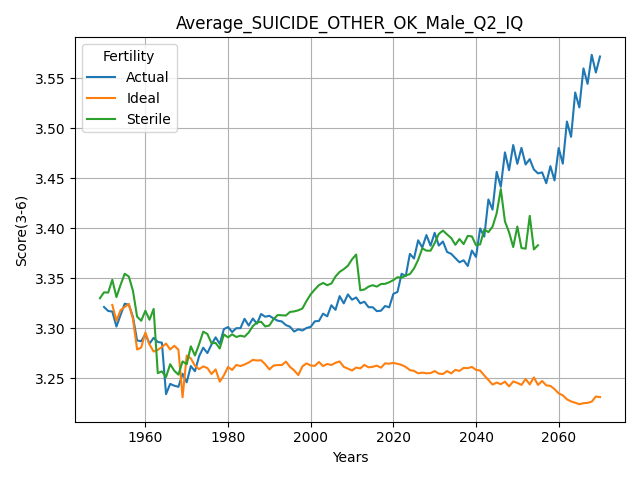 Average_SUICIDE_OTHER_OK_Male_Q2_IQ
Fertility
Actual
Ideal
Sterile
Score(3-6)
3.55
3.50
3.45
3.40
3.35
3.30
3.25
1960
1980
2000
2020
2040
2060
Years